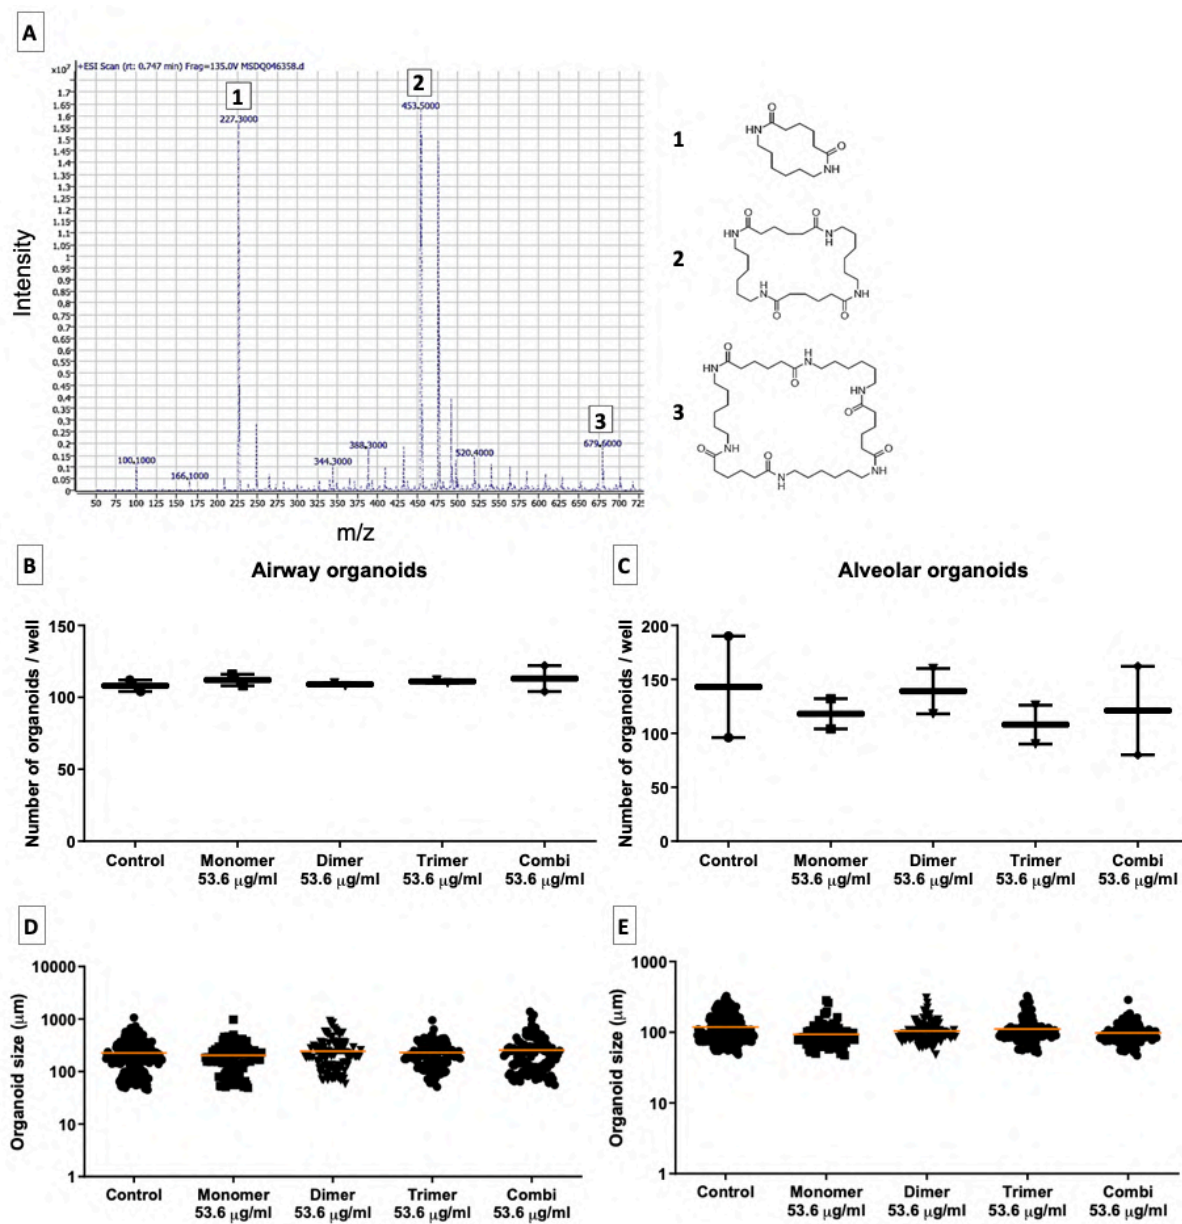 A
+ESI Scan (rt: 0.747 min) Frag=135.0V MSDQ046358.d
x10⁷
1
2
3
227.3000
453.5000
679.6000
100.1000
166.1000
344.3000
388.3000
520.4000
1.7
1.65
1.6
1.55
1.5
1.45
1.4
1.35
1.3
1.25
1.2
1.15
1.1
1.05
1
0.95
0.9
0.85
0.8
0.75
0.7
0.65
0.6
0.55
0.5
0.45
0.4
0.35
0.3
0.25
0.2
0.15
0.1
0.05
0
Intensity
50 75 100 125 150 175 200 225 250 275 300 325 350 375 400 425 450 475 500 525 550 575 600 625 650 675 700 72
m/z
1
O
HN
O
NH
2
O
O
HN
N
H
H
N
NH
O
O
3
O
H
N
HN
O
HN
O
O
NH
O
O
N
H
NH
B
Airway organoids
Number of organoids / well
150
100
50
0
Control
Monomer
53.6 μg/ml
Dimer
53.6 μg/ml
Trimer
53.6 μg/ml
Combi
53.6 μg/ml
C
Alveolar organoids
Number of organoids / well
200
150
100
50
0
Control
Monomer
53.6 μg/ml
Dimer
53.6 μg/ml
Trimer
53.6 μg/ml
Combi
53.6 μg/ml
D
Organoid size (μm)
10000
1000
100
10
1
Control
Monomer
53.6 μg/ml
Dimer
53.6 μg/ml
Trimer
53.6 μg/ml
Combi
53.6 μg/ml
E
Organoid size (μm)
1000
100
10
1
Control
Monomer
53.6 μg/ml
Dimer
53.6 μg/ml
Trimer
53.6 μg/ml
Combi
53.6 μg/ml